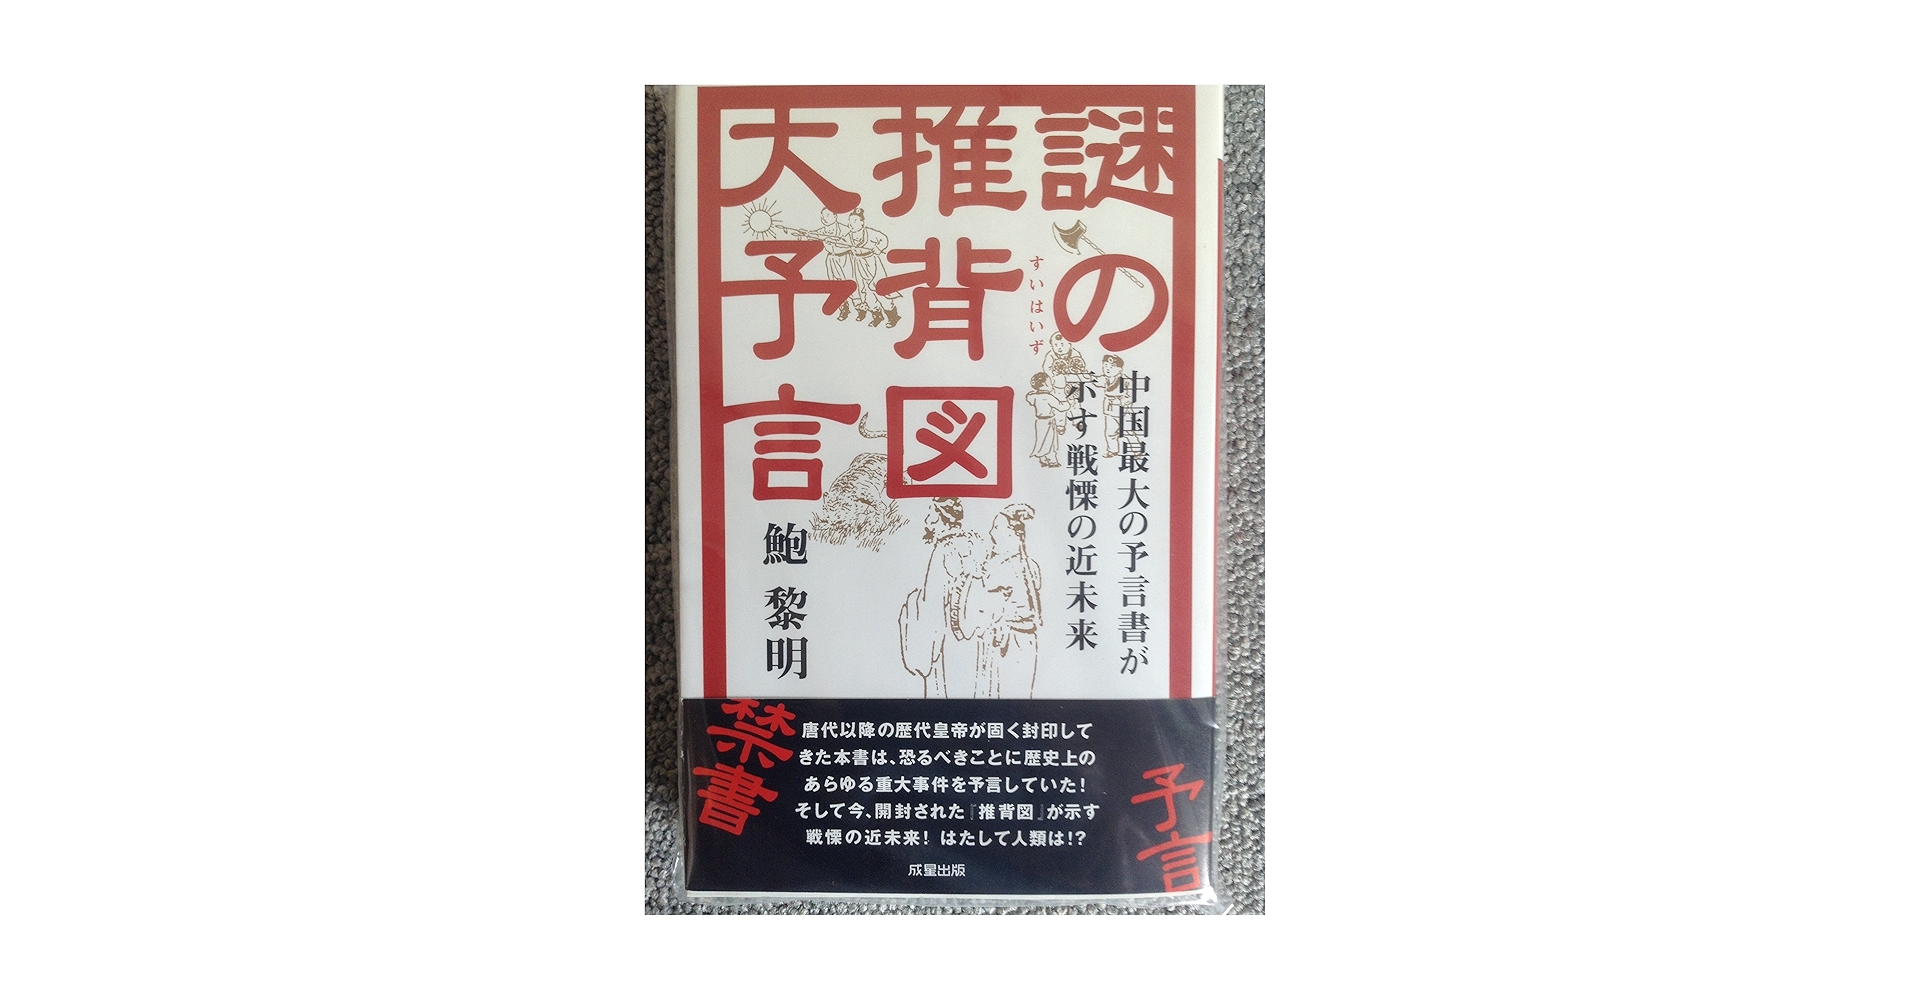 謎の
推背図
すいはいず
大予言
中国最大の予言書が
示す戦慄の近未来
鮑 黎明
禁書
唐代以降の歴代皇帝が固く封印して
きた本書は、恐るべきことに歴史上の
あらゆる重大事件を予言していた!
そして今、開封された『推背図』が示す
戦慄の近未来! はたして人類は!?
予言
成星出版